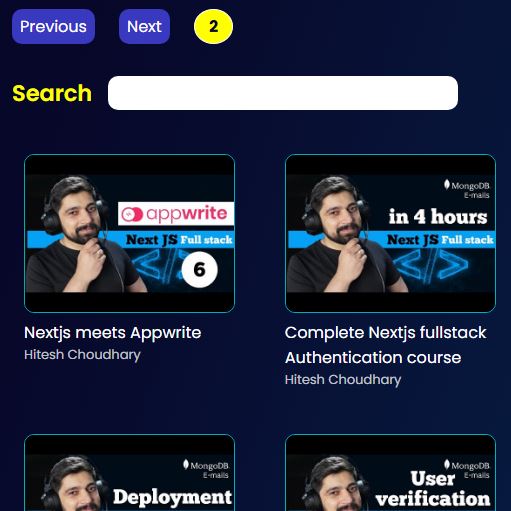 Previous
Next
2
Search
appwrite
Next JS Full stack
6
Nextjs meets Appwrite
Hitesh Choudhary
MongoDB.
E-mails
in 4 hours
Next JS Full stack
Complete Nextjs fullstack
Authentication course
Hitesh Choudhary
MongoDB.
E-mails
Deployment
MongoDB.
E-mails
User
verification